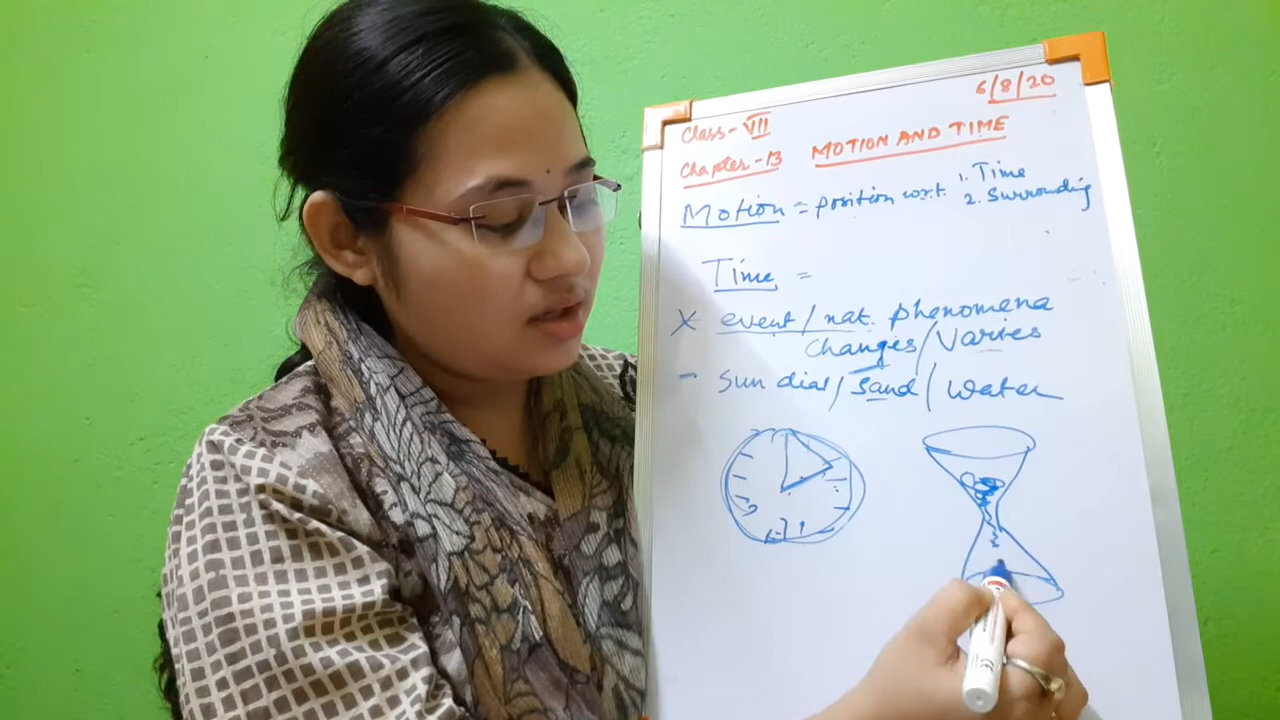 6/8/20
Class- VII
Chapter-13 MOTION AND TIME
Motion = position w.r.t. 1. Time
2. Surrounding
Time =
X event/nat. phenomena
changes/Varies
- sun dial/sand/water